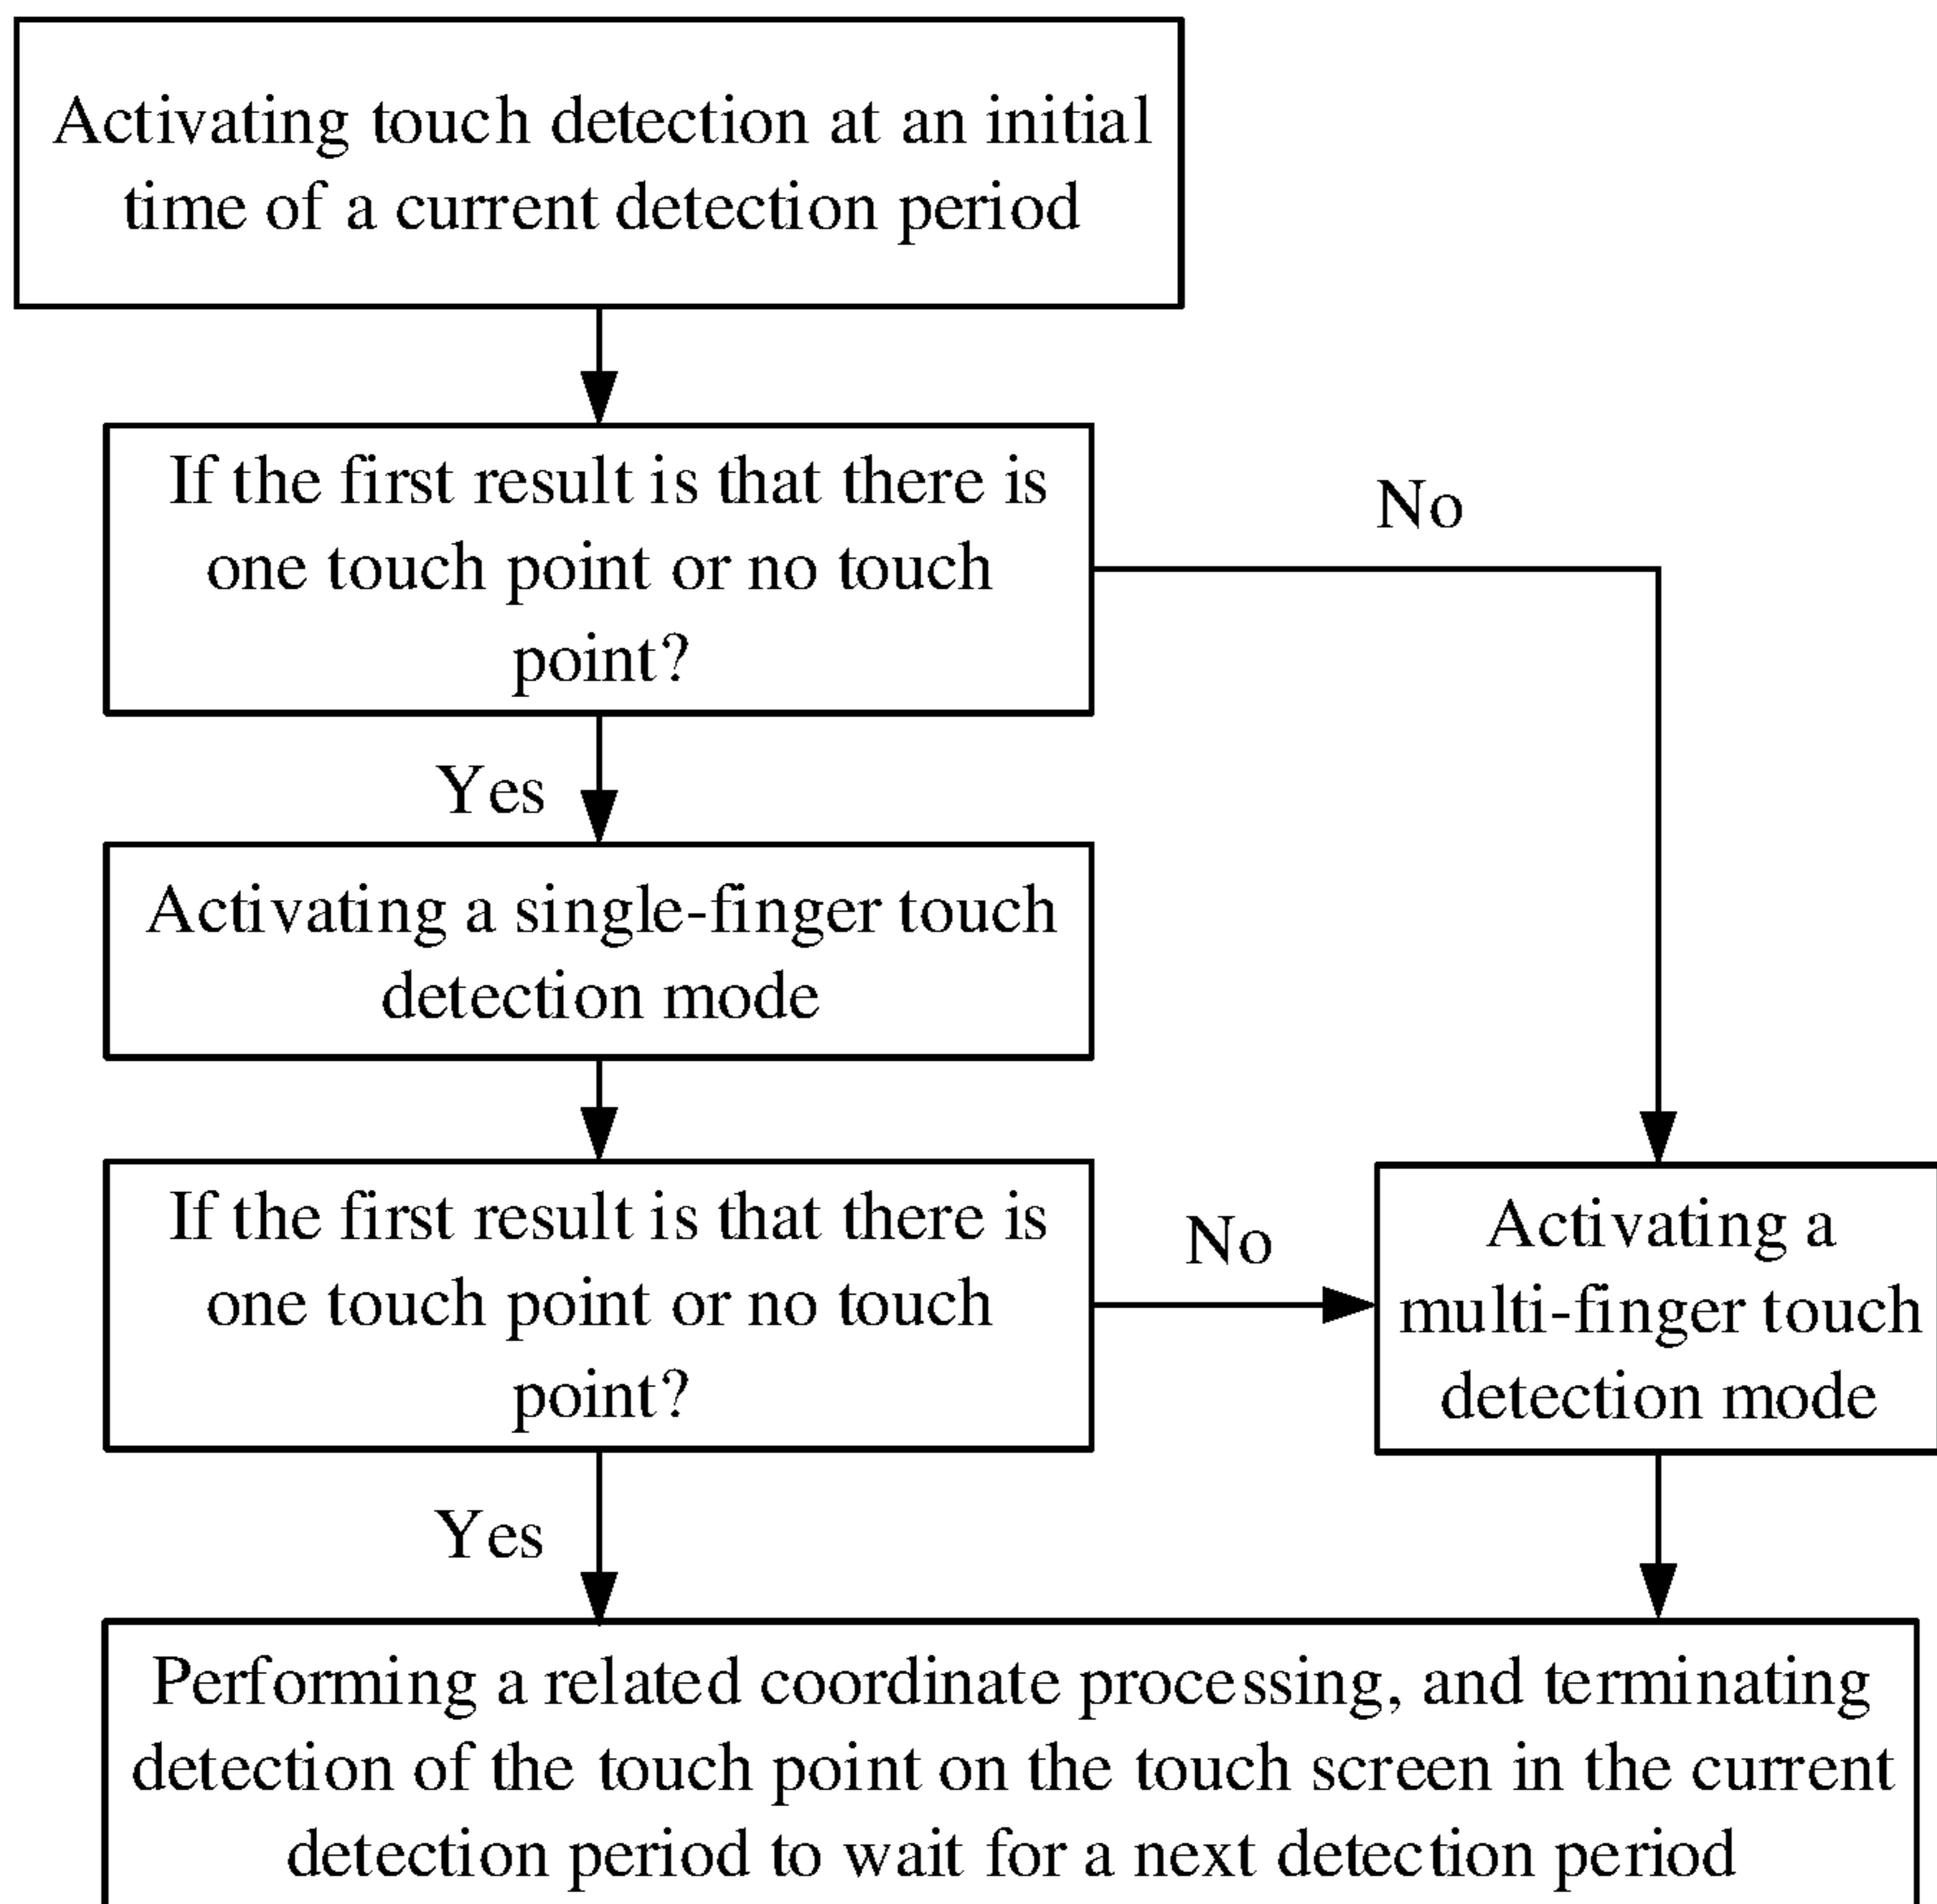 Activating touch detection at an initial
time of a current detection period
If the first result is that there is
one touch point or no touch
point?
No
Yes
Activating a single-finger touch
detection mode
If the first result is that there is
one touch point or no touch
point?
No
Activating a
multi-finger touch
detection mode
Yes
Performing a related coordinate processing, and terminating
detection of the touch point on the touch screen in the current
detection period to wait for a next detection period